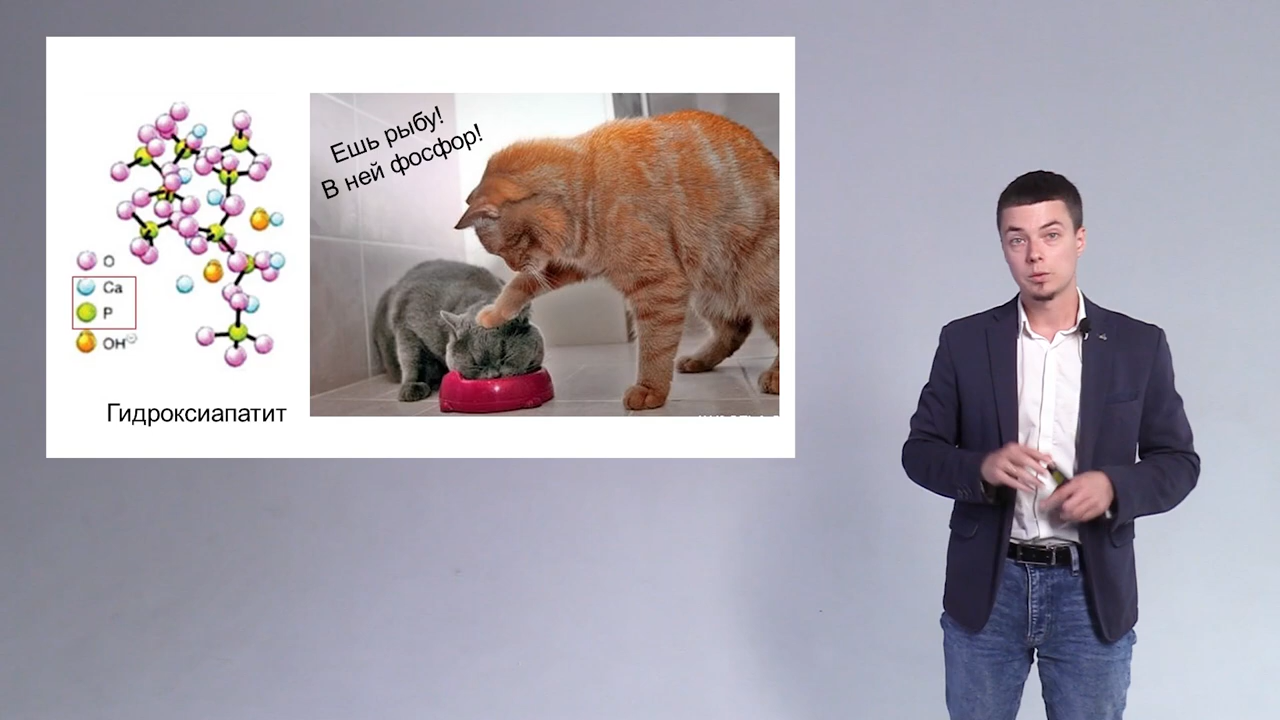 Ешь рыбу!
В ней фосфор!
O
Ca
P
OH⊖
Гидроксиапатит